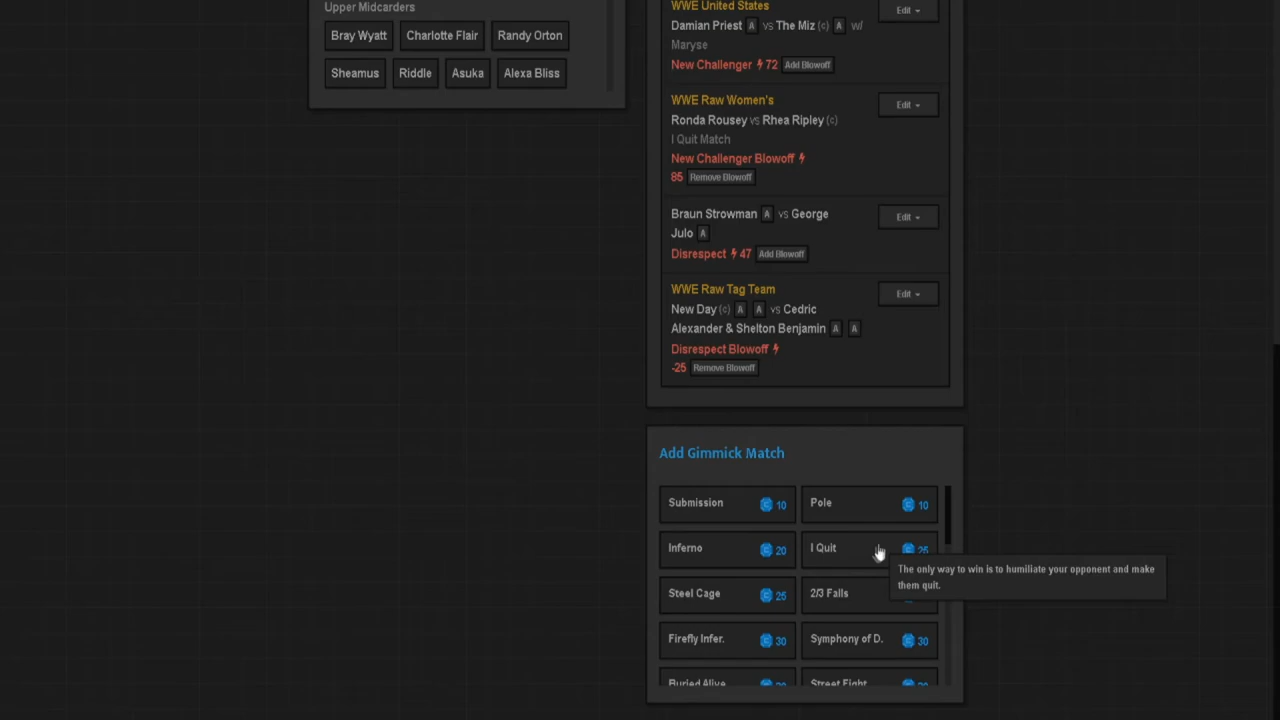 Upper Midcarders
Bray Wyatt
Charlotte Flair
Randy Orton
Sheamus
Riddle
Asuka
Alexa Bliss
WWE United States
Edit
Damian Priest A vs The Miz (c) A w/
Maryse
New Challenger 72 Add Blowoff
WWE Raw Women's
Edit
Ronda Rousey vs Rhea Ripley (c)
I Quit Match
New Challenger Blowoff
85 Remove Blowoff
Braun Strowman A vs George
Edit
Julo A
Disrespect 47 Add Blowoff
WWE Raw Tag Team
Edit
New Day (c) A A vs Cedric
Alexander & Shelton Benjamin A A
Disrespect Blowoff
-25 Remove Blowoff
Add Gimmick Match
Submission C 10
Pole C 10
Inferno C 20
I Quit C 25
The only way to win is to humiliate your opponent and make
them quit.
Steel Cage C 25
2/3 Falls
Firefly Infer. C 30
Symphony of D. C 30
Buried Alive
Street Fight